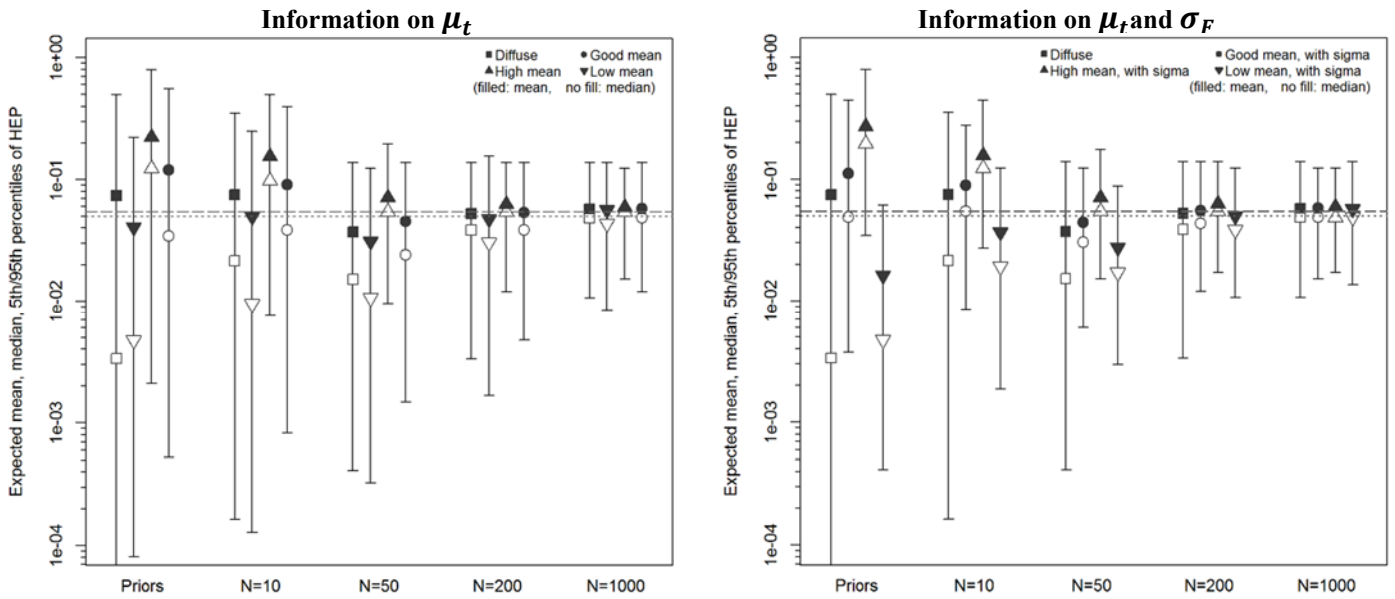 Information on μt
Expected mean, median, 5th/95th percentiles of HEP
1e+00
1e-01
1e-02
1e-03
1e-04
■Diffuse ●Good mean
▲High mean ▼Low mean
(filled: mean, no fill: median)
Priors N=10 N=50 N=200 N=1000
Information on μt and σF
Expected mean, median, 5th/95th percentiles of HEP
1e+00
1e-01
1e-02
1e-03
1e-04
■Diffuse ●Good mean, with sigma
▲High mean, with sigma ▼Low mean, with sigma
(filled: mean, no fill: median)
Priors N=10 N=50 N=200 N=1000